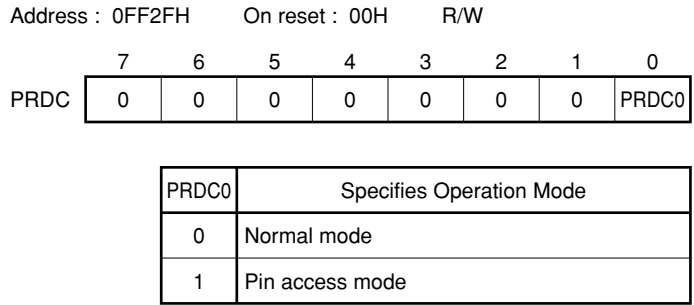 Address : 0FF2FH On reset : 00H R/W
7 6 5 4 3 2 1 0
PRDC 0 0 0 0 0 0 0 PRDC0
PRDC0 Specifies Operation Mode
0 Normal mode
1 Pin access mode